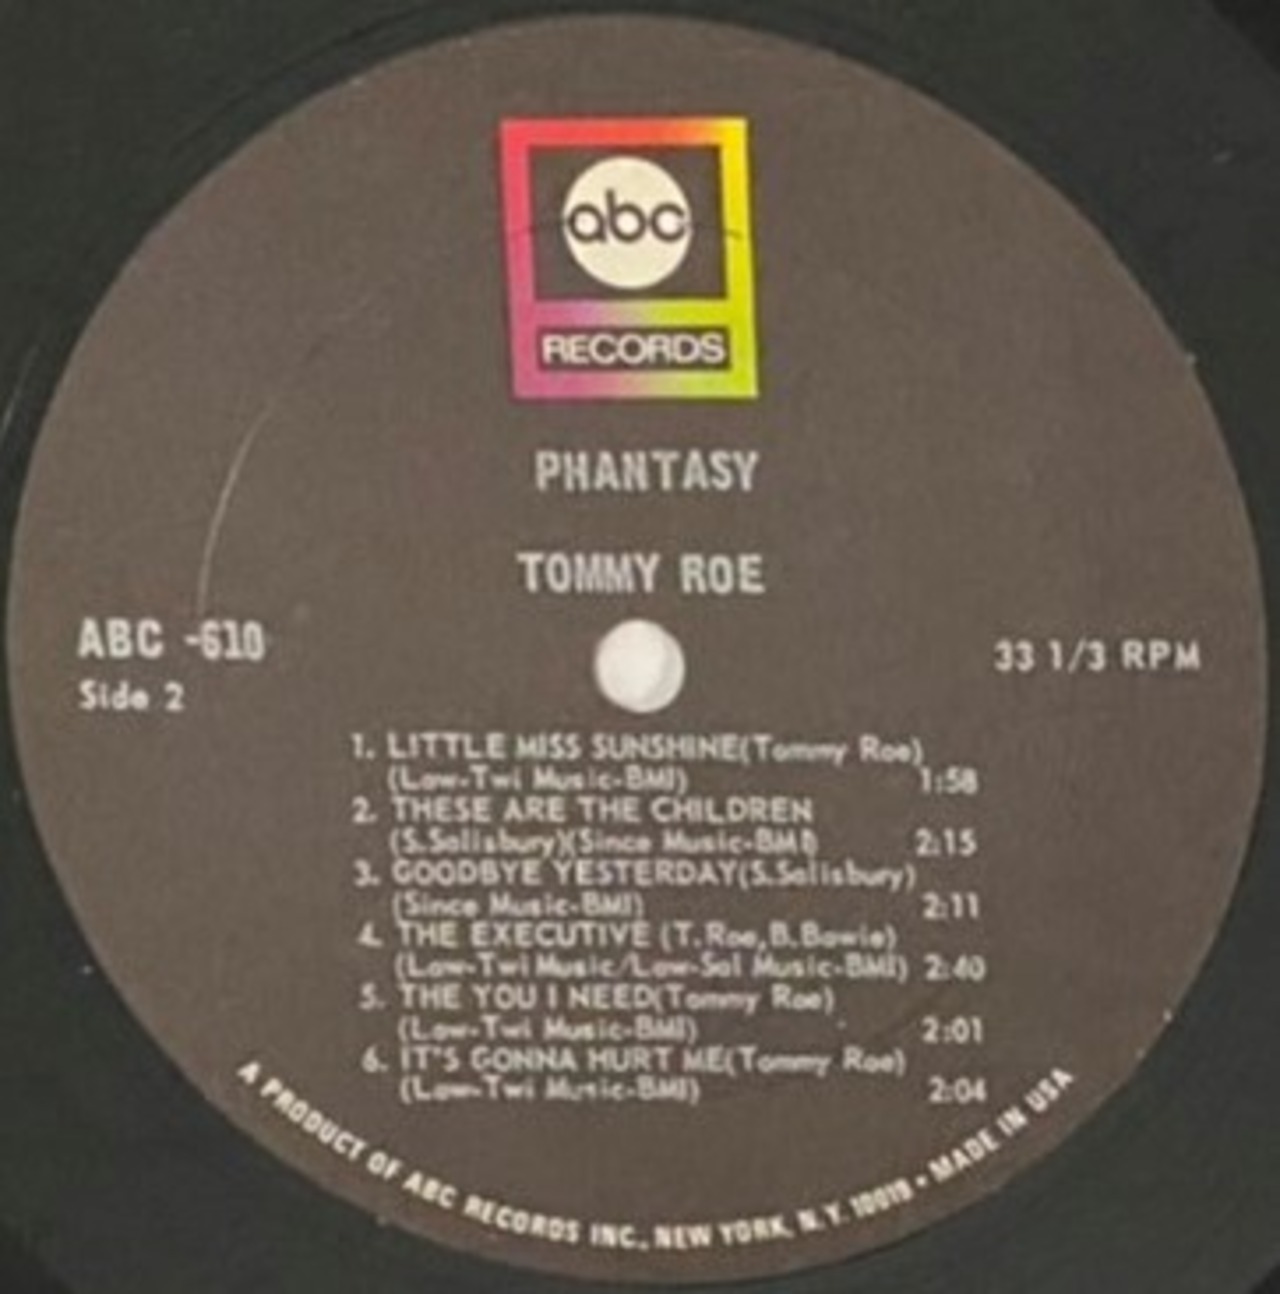 abc
RECORDS
PHANTASY
TOMMY ROE
ABC -610
Side 2
33 1/3 RPM
1. LITTLE MISS SUNSHINE(Tommy Roe)
(Low-Twi Music-BMI) 1:58
2. THESE ARE THE CHILDREN
(S.Salisbury)(Since Music-BMI) 2:15
3. GOODBYE YESTERDAY(S.Salisbury)
(Since Music-BMI) 2:11
4. THE EXECUTIVE (T.Roe,B.Bowie)
(Low-Twi Music/Low-Sal Music-BMI) 2:40
5. THE YOU I NEED(Tommy Roe)
(Low-Twi Music-BMI) 2:01
6. IT'S GONNA HURT ME(Tommy Roe)
(Low-Twi Music-BMI) 2:04
A PRODUCT OF ABC RECORDS INC., NEW YORK, N.Y. 10019 • MADE IN USA